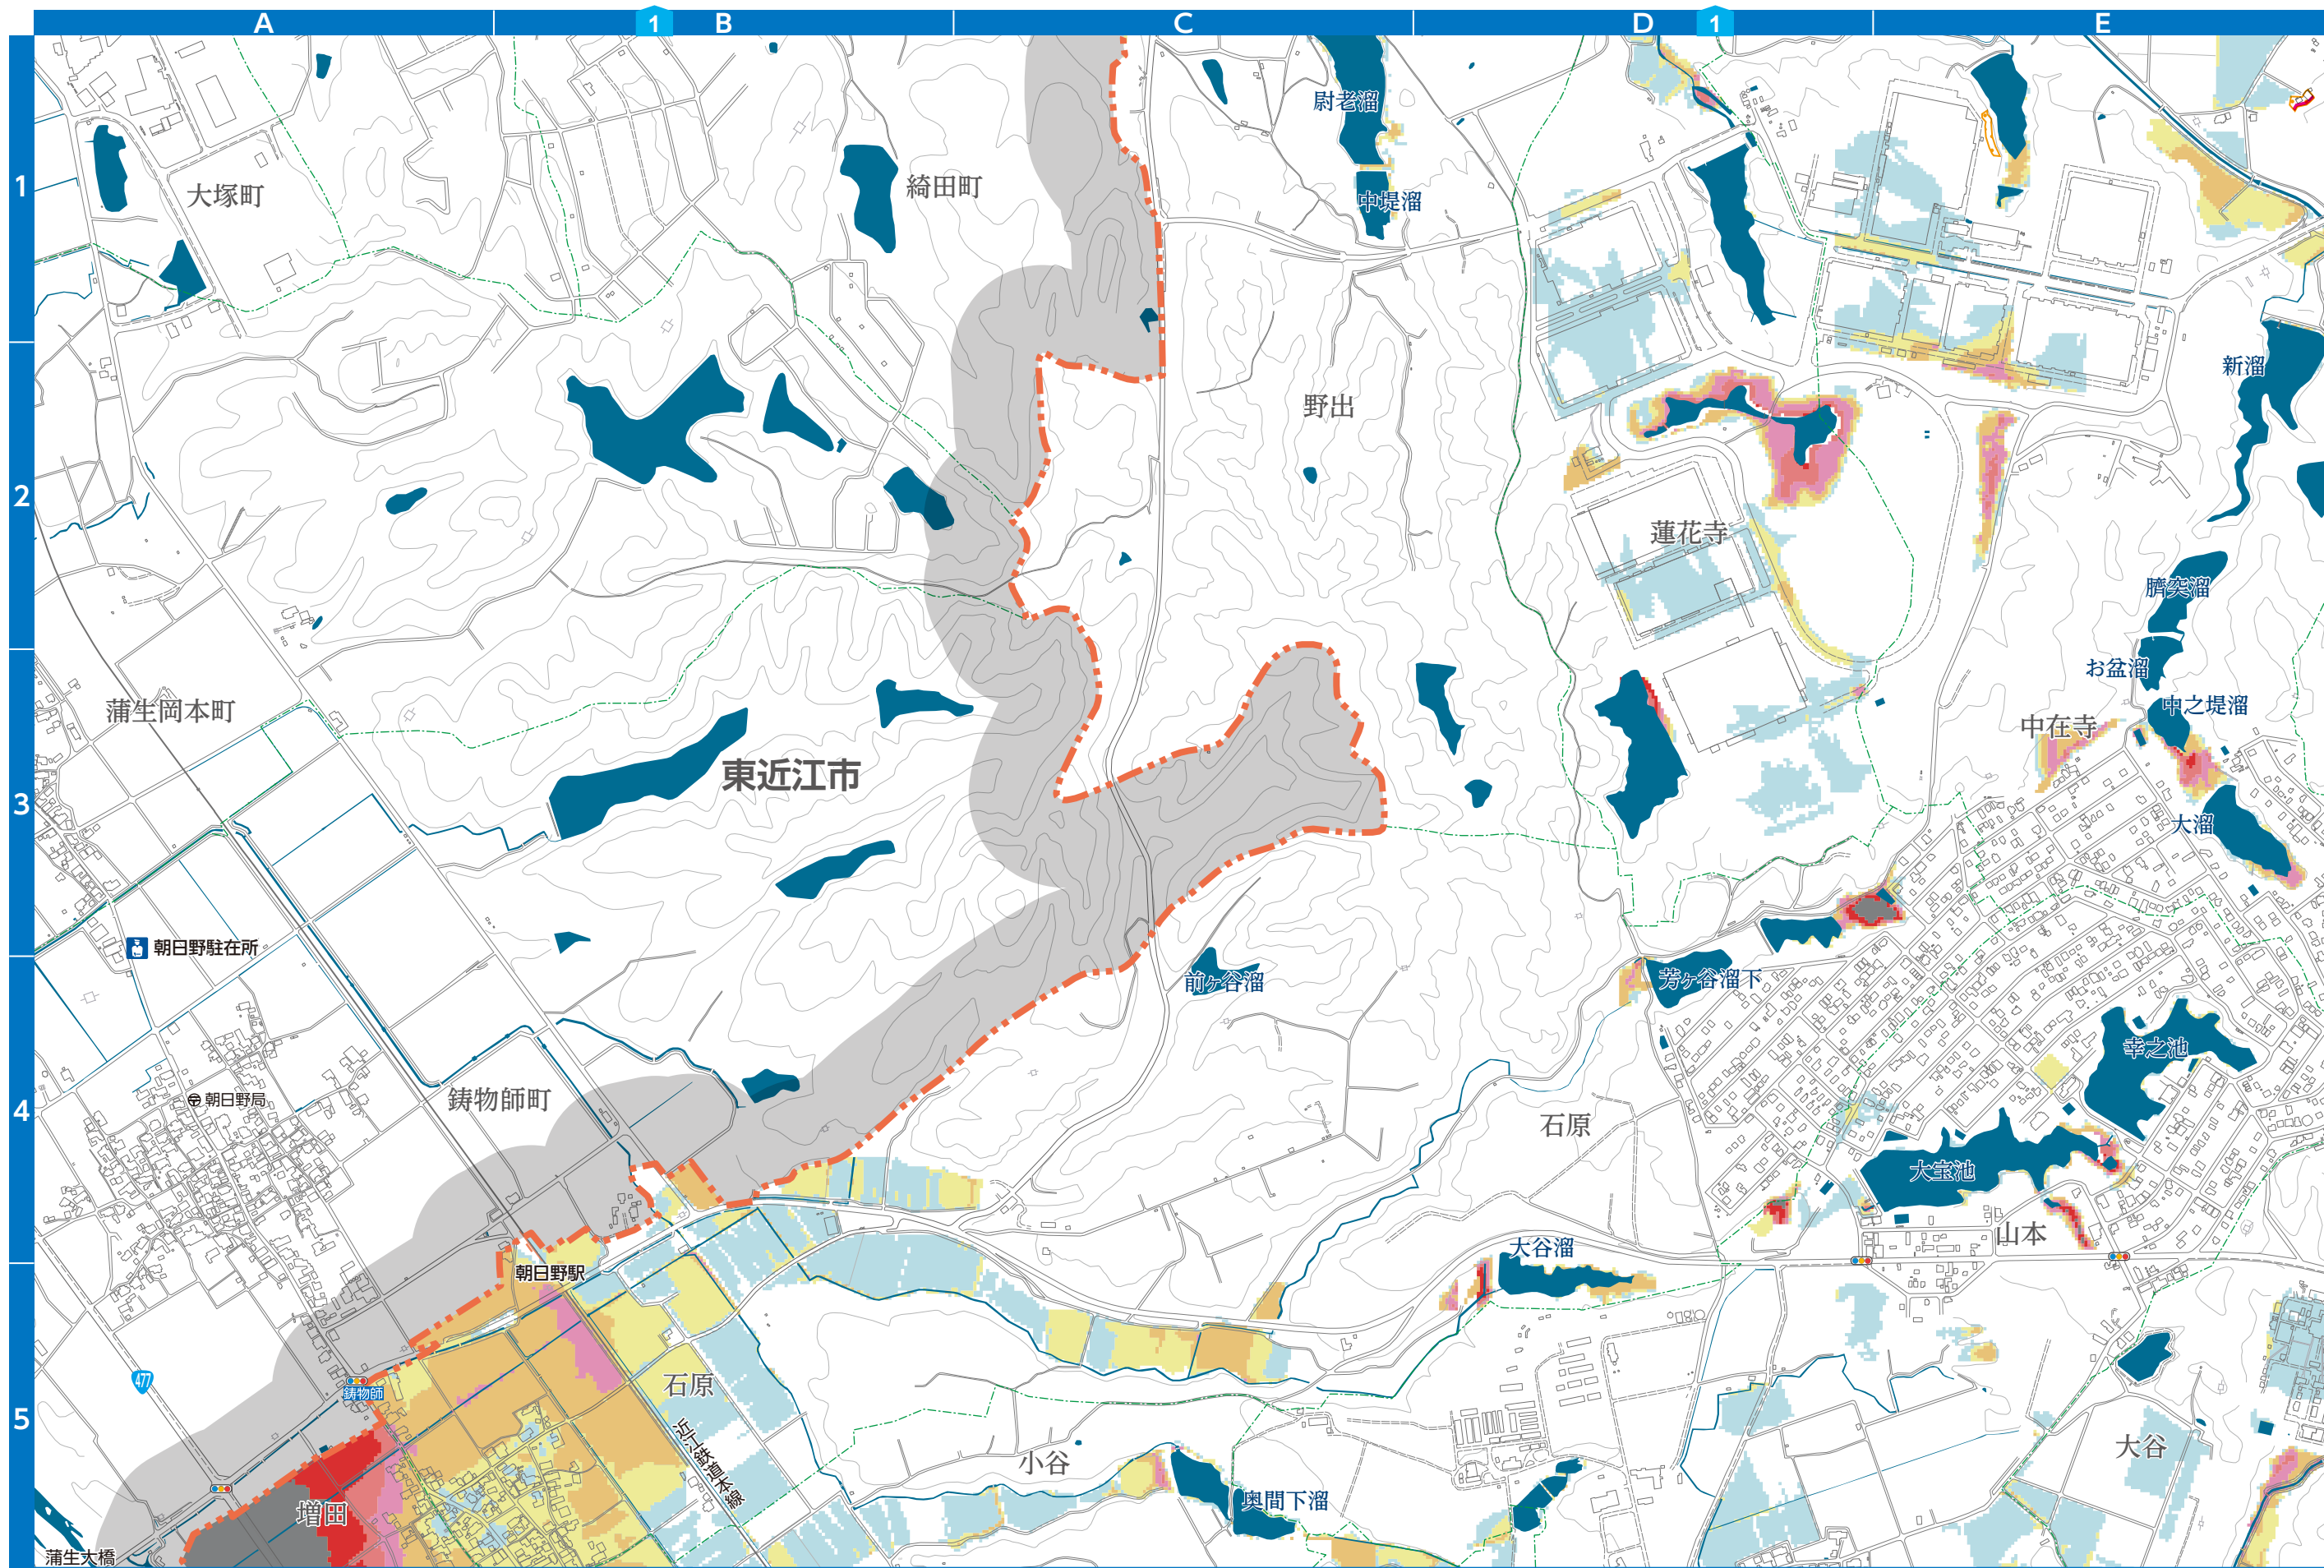 A
1
B
C
D
1
E
1
大塚町
綺田町
尉老溜
中堤溜
野出
新溜
2
蓮花寺
臍突溜
お盆溜
中之堤溜
中在寺
蒲生岡本町
東近江市
3
大溜
朝日野駐在所
前ヶ谷溜
芳ヶ谷溜下
幸之池
朝日野局
鋳物師町
4
石原
大宝池
山本
大谷溜
朝日野駅
477
鋳物師
石原
5
近江鉄道本線
小谷
大谷
奥間下溜
増田
蒲生大橋